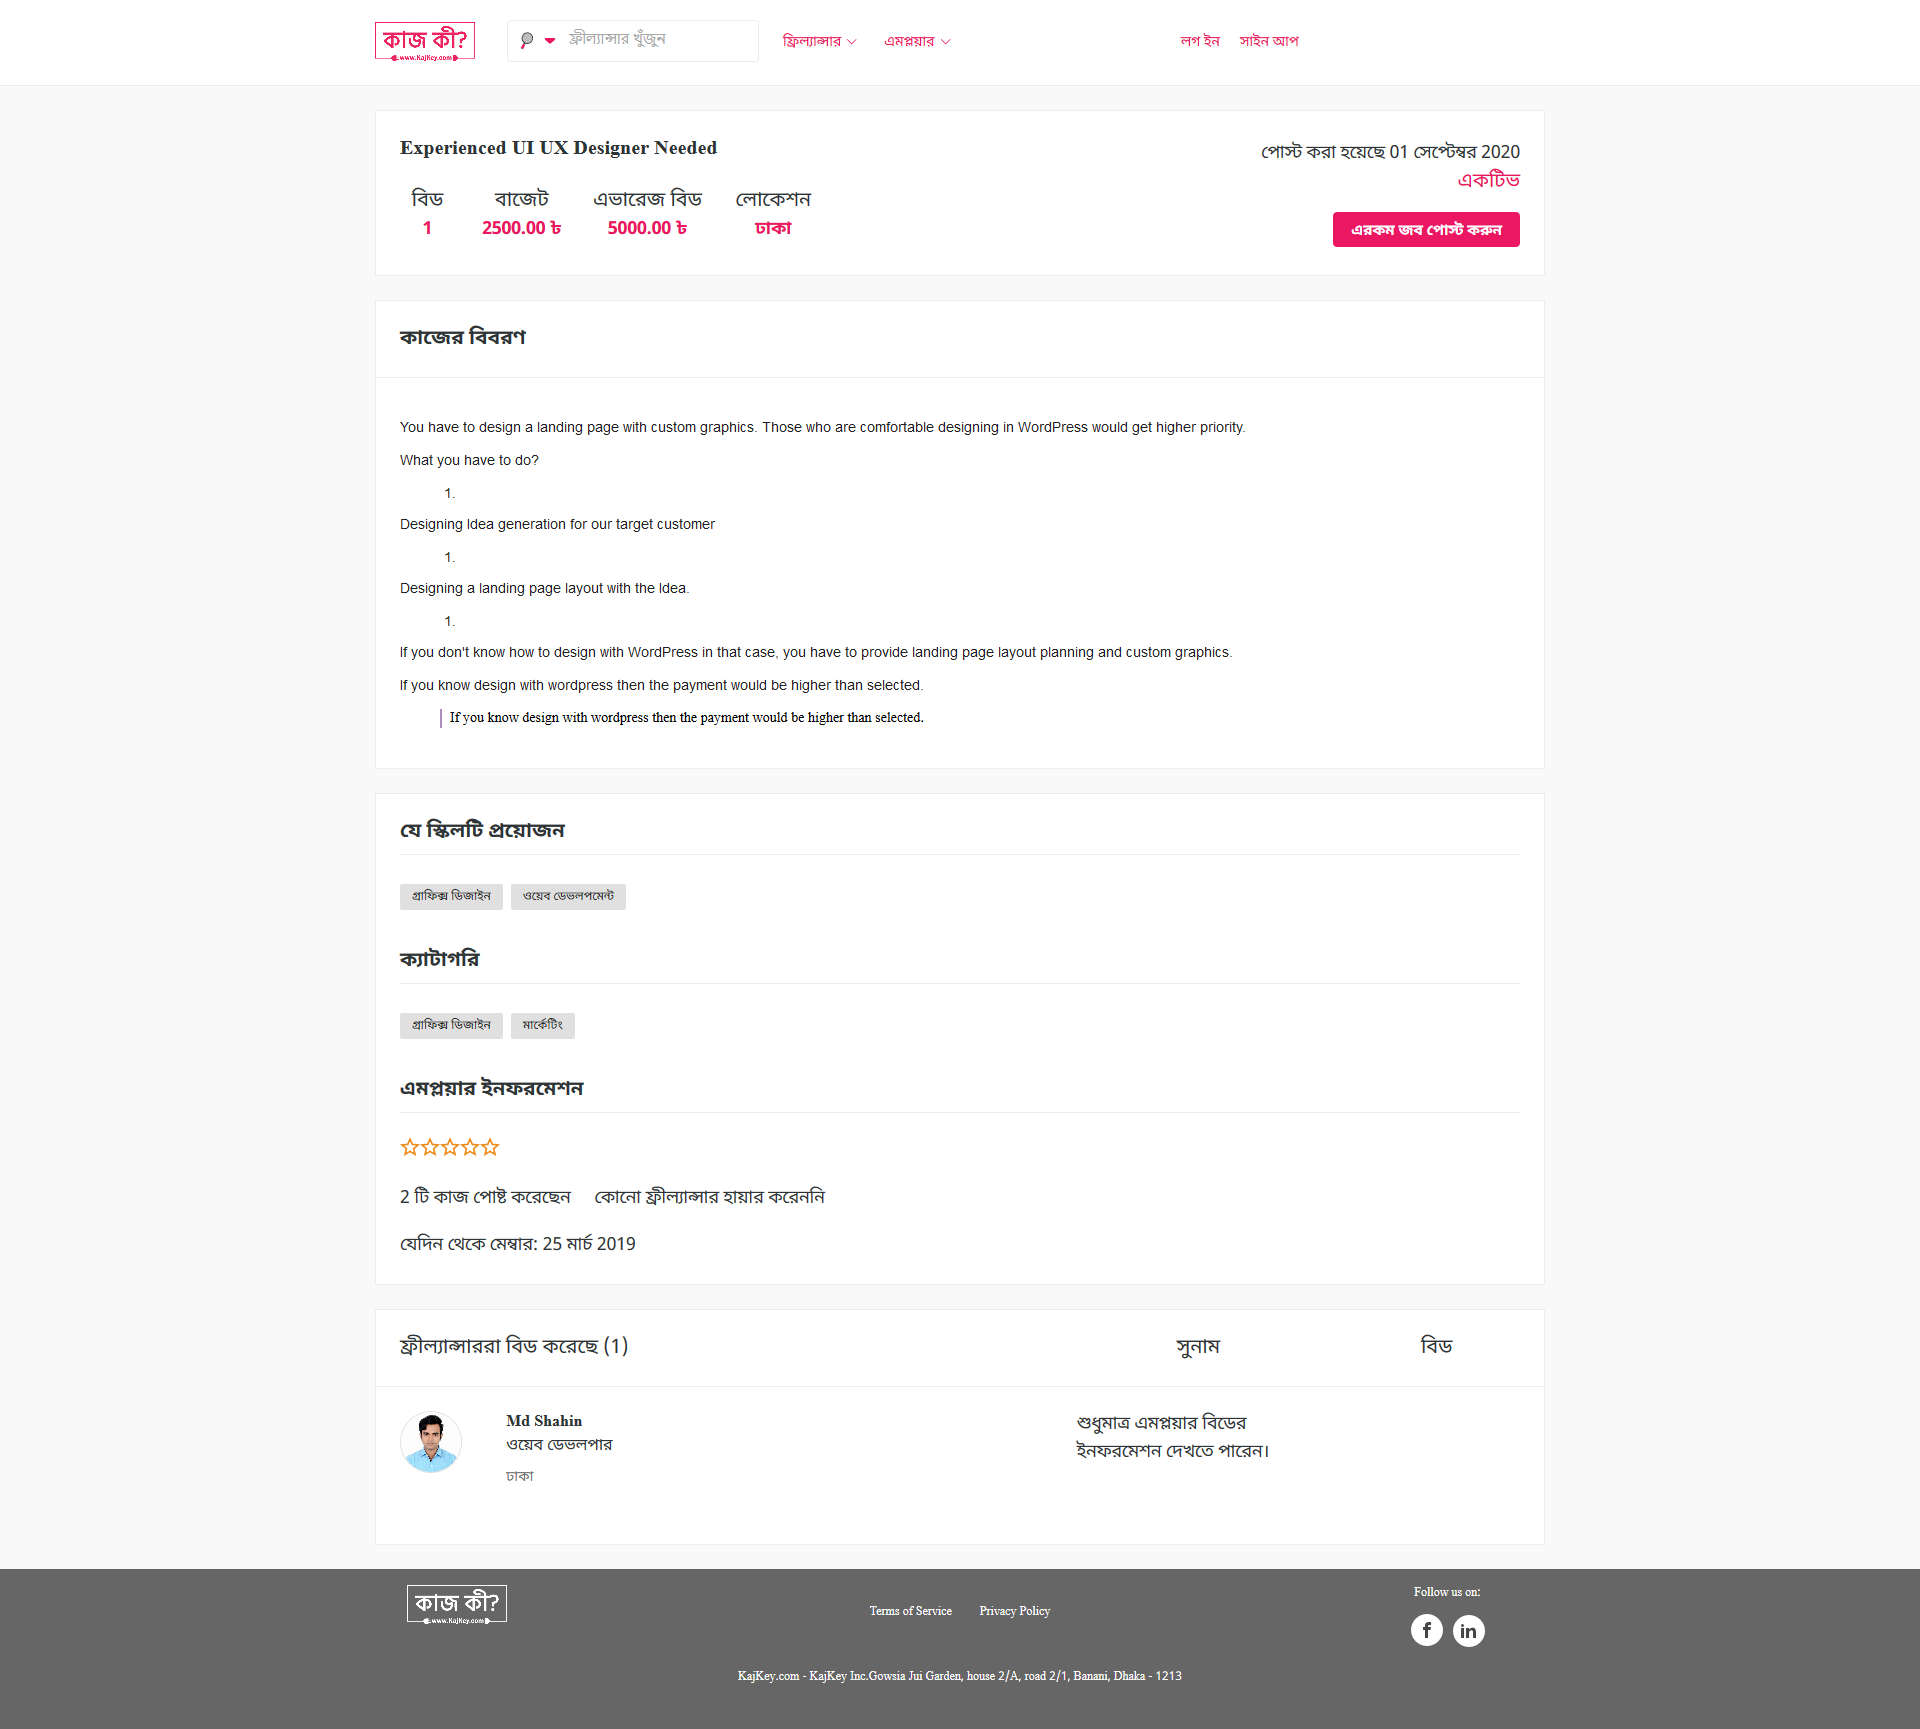 কাজ কী?
www.KajKey.com
ফ্রীল্যান্সার খুঁজুন
ফ্রিল্যান্সার
এমপ্লয়ার
লগ ইন
সাইন আপ
Experienced UI UX Designer Needed
পোস্ট করা হয়েছে 01 সেপ্টেম্বর 2020
একটিভ
বিড
বাজেট
এভারেজ বিড
লোকেশন
1
2500.00 ৳
5000.00 ৳
ঢাকা
এরকম জব পোস্ট করুন
কাজের বিবরণ
You have to design a landing page with custom graphics. Those who are comfortable designing in WordPress would get higher priority.
What you have to do?
1.
Designing Idea generation for our target customer
1.
Designing a landing page layout with the Idea.
1.
If you don't know how to design with WordPress in that case, you have to provide landing page layout planning and custom graphics.
If you know design with wordpress then the payment would be higher than selected.
If you know design with wordpress then the payment would be higher than selected.
যে স্কিলটি প্রয়োজন
গ্রাফিক্স ডিজাইন
ওয়েব ডেভলপমেন্ট
ক্যাটাগরি
গ্রাফিক্স ডিজাইন
মার্কেটিং
এমপ্লয়ার ইনফরমেশন
2 টি কাজ পোষ্ট করেছেন
কোনো ফ্রীল্যান্সার হায়ার করেননি
যেদিন থেকে মেম্বার: 25 মার্চ 2019
ফ্রীল্যান্সাররা বিড করেছে (1)
সুনাম
বিড
Md Shahin
ওয়েব ডেভলপার
ঢাকা
শুধুমাত্র এমপ্লয়ার বিডের
ইনফরমেশন দেখতে পারেন।
কাজ কী?
www.KajKey.com
Terms of Service
Privacy Policy
Follow us on:
KajKey.com - KajKey Inc.Gowsia Jui Garden, house 2/A, road 2/1, Banani, Dhaka - 1213